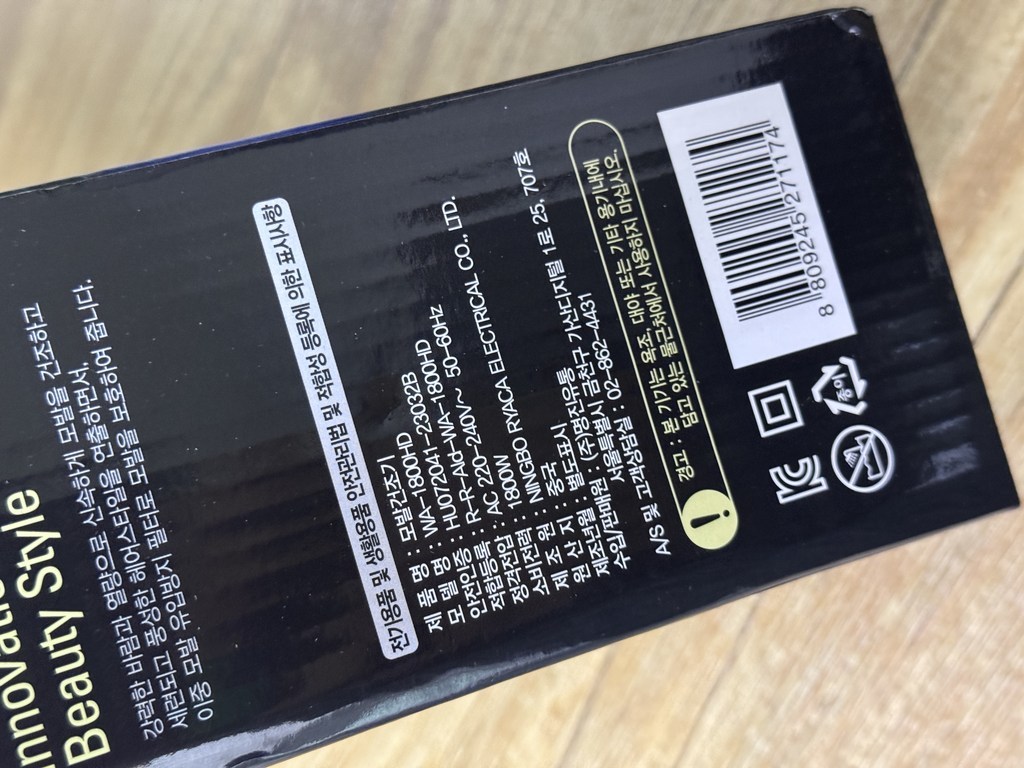 Beauty Style
강력한 바람과 열량으로 신속하게 모발을 건조하고
세련되고 풍성한 헤어스타일을 연출하면서,
이중 모발 유입방지 필터로 모발을 보호하여 줍니다.
전기용품 및 생활용품 안전관리법 및 적합성 등록에 의한 표시사항
제 품 명 : 모발건조기
모 델 명 : WA-1800HD
안전인증 : HU072041-23032B
적합등록 : R-R-Ald-WA-1800HD
정격전압 : AC 220-240V~ 50-60Hz
소비전력 : 1800W
제 조 원 : NINGBO RYACA ELECTRICAL CO., LTD.
원 산 지 : 중국
제조년월 : 별도표시
수입/판매원 : (주)명진유통
서울특별시 금천구 가산디지털 1로 25, 707호
A/S 및 고객상담실 : 02-862-4431
경고 : 본 기기는 욕조, 대야 또는 기타 용기내에
담고 있는 물근처에서 사용하지 마십시오.
8 809245 271174
종이